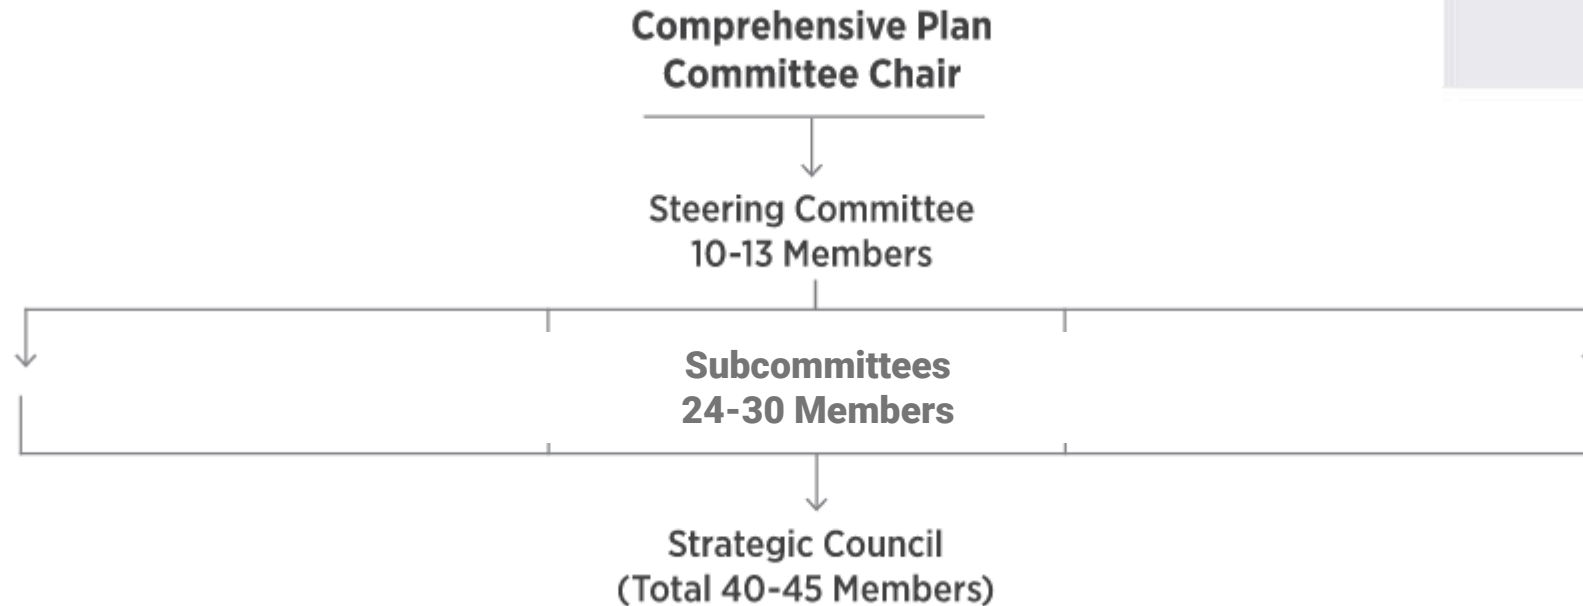 Comprehensive Plan
Committee Chair
Steering Committee
10-13 Members
Subcommittees
24-30 Members
Strategic Council
(Total 40-45 Members)